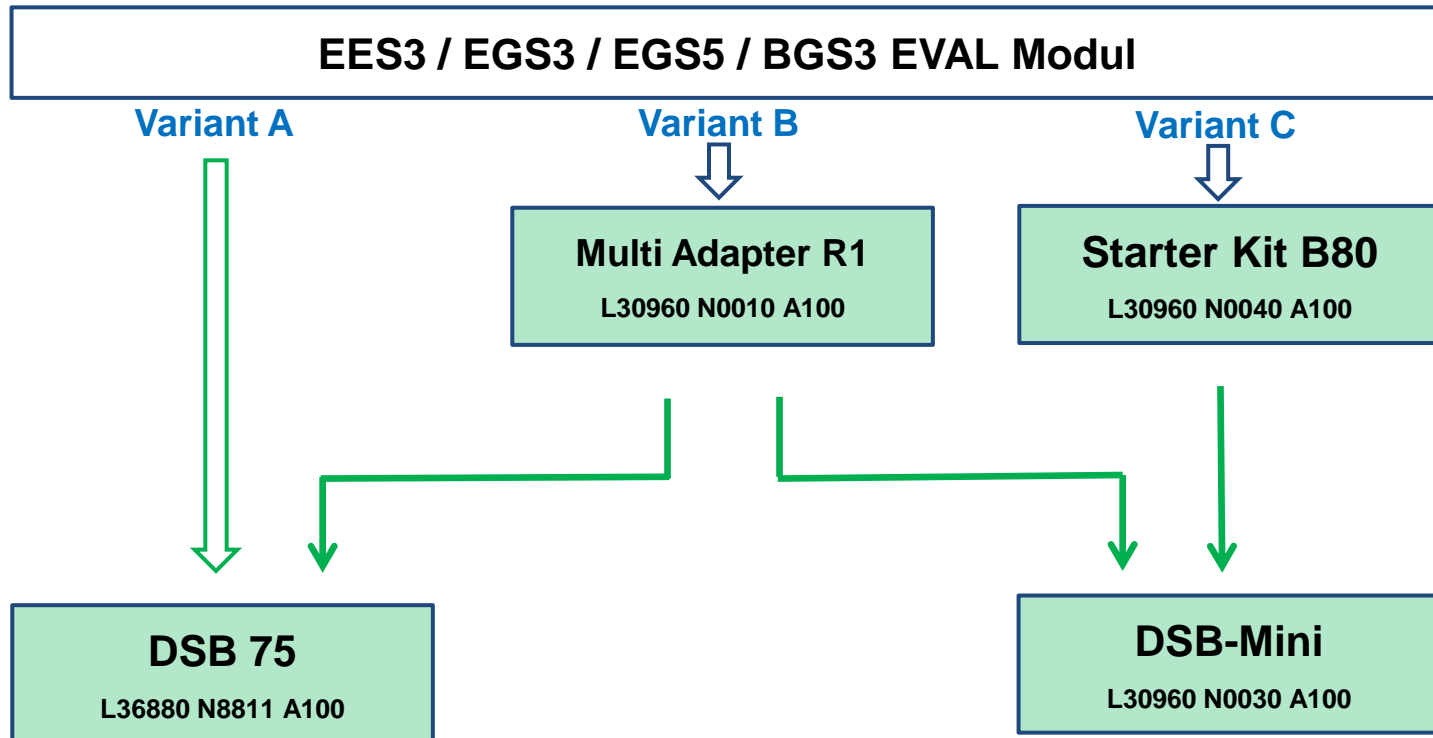 EES3 / EGS3 / EGS5 / BGS3 EVAL Modul
Variant A
Variant B
Variant C
Multi Adapter R1
L30960 N0010 A100
Starter Kit B80
L30960 N0040 A100
DSB 75
L36880 N8811 A100
DSB-Mini
L30960 N0030 A100